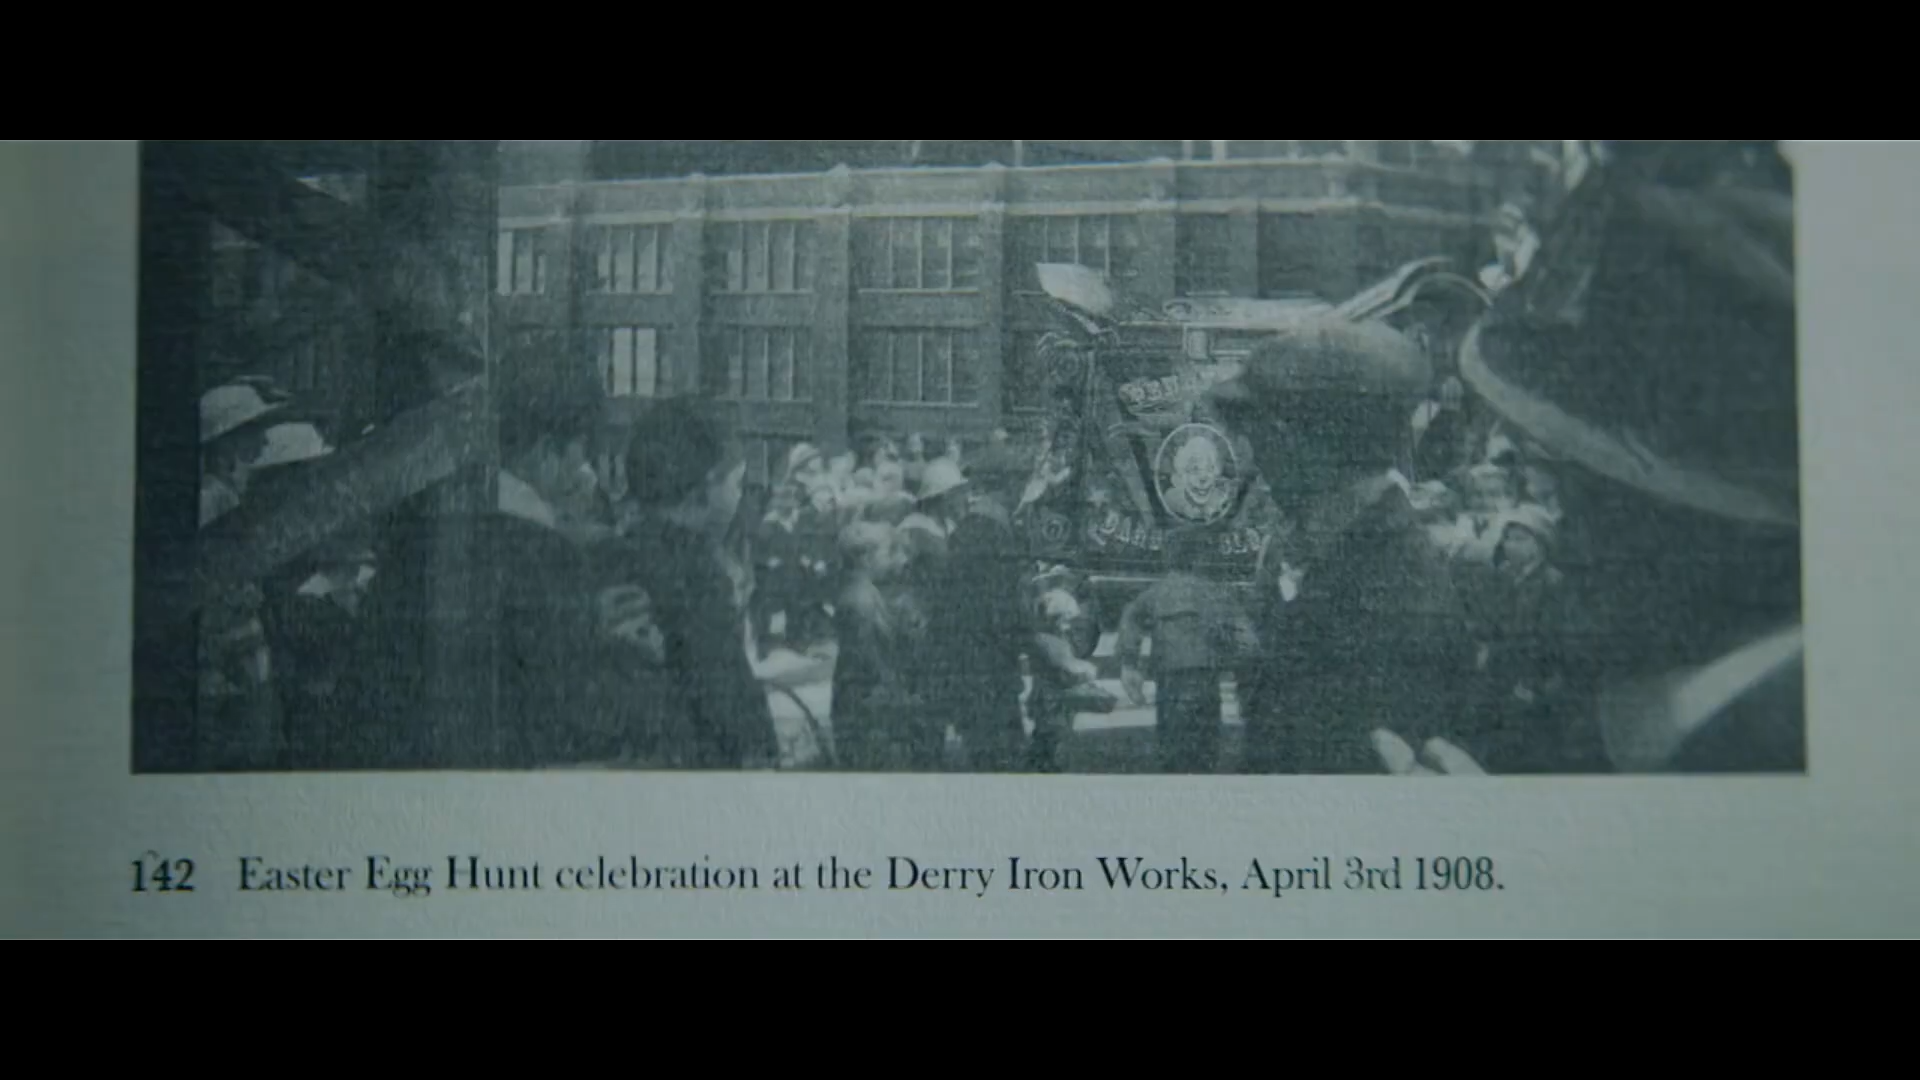 142 Easter Egg Hunt celebration at the Derry Iron Works, April 3rd 1908.